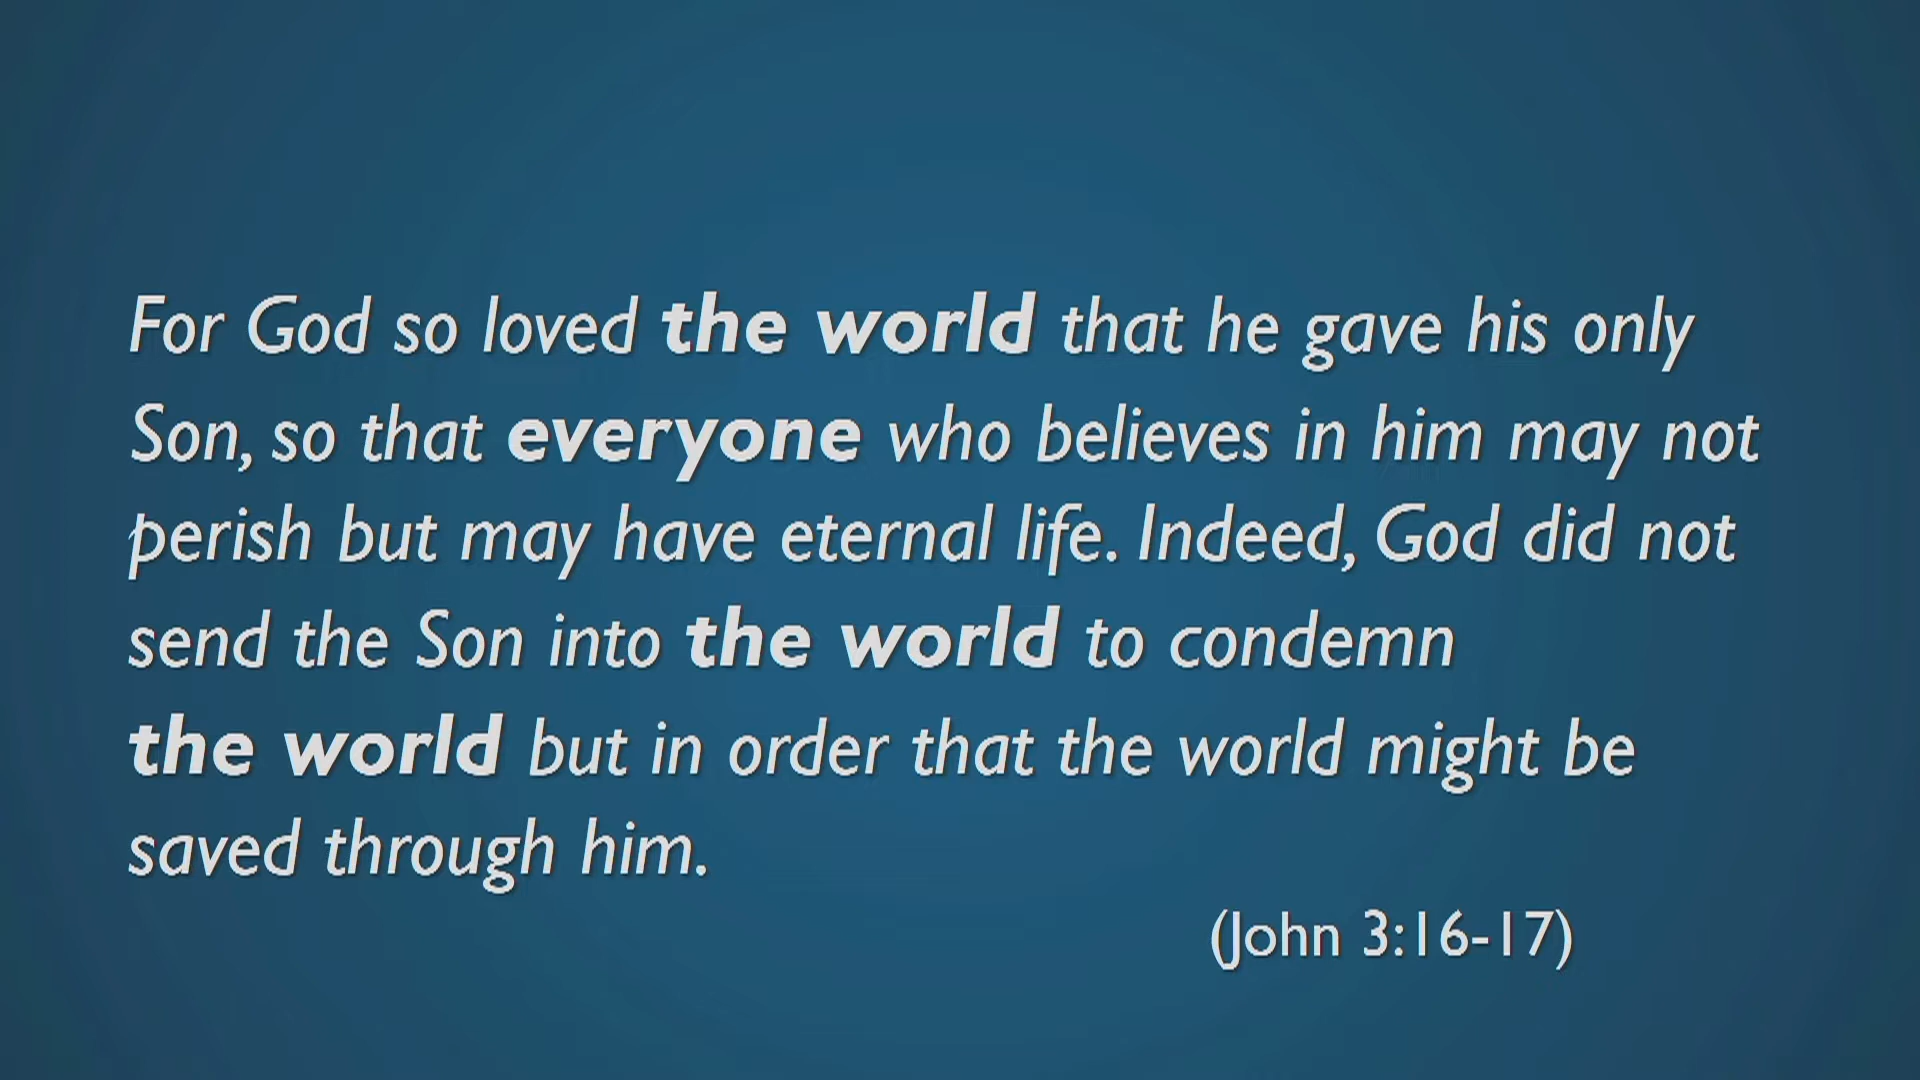 For God so loved the world that he gave his only
Son, so that everyone who believes in him may not
perish but may have eternal life. Indeed, God did not
send the Son into the world to condemn
the world but in order that the world might be
saved through him.
(John 3:16-17)